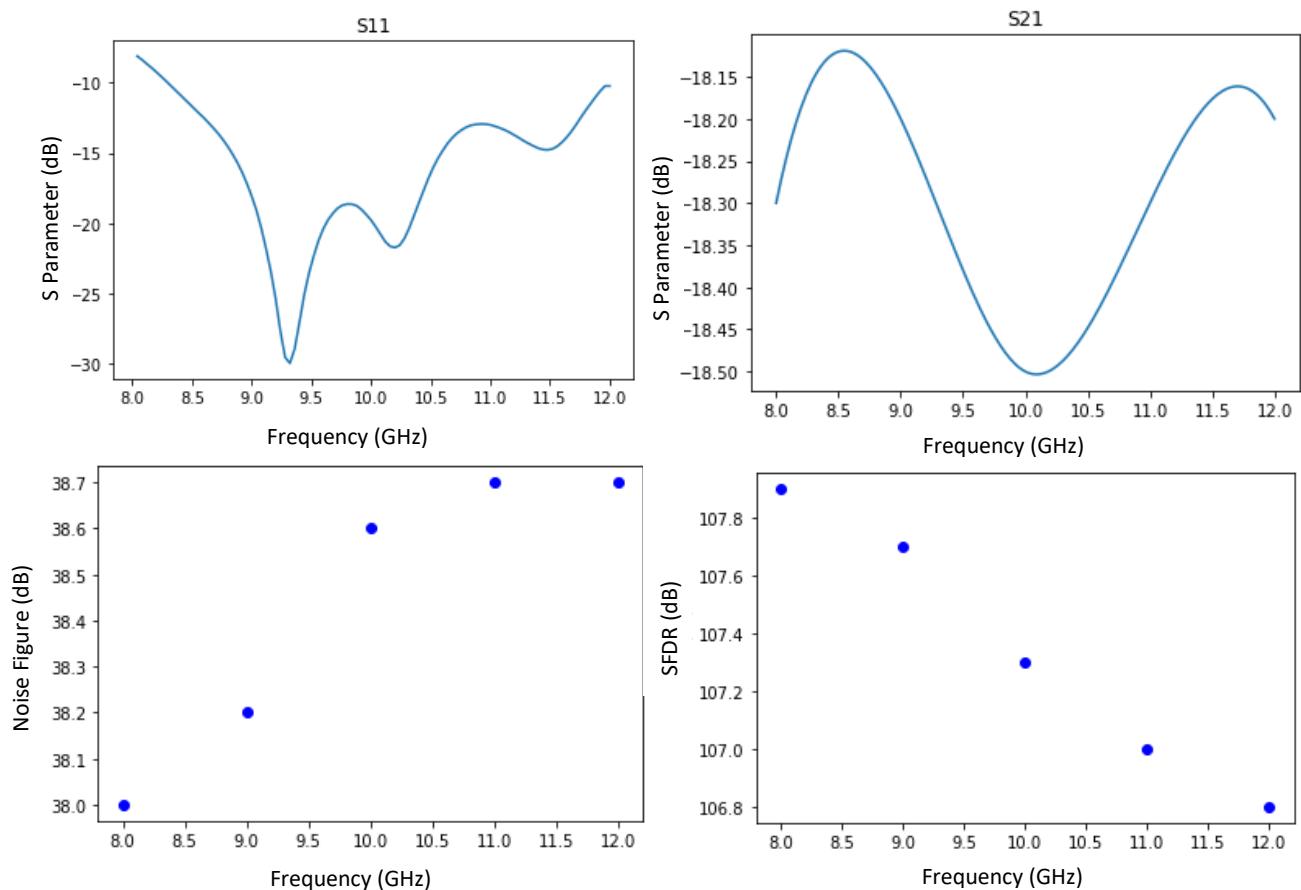 S11
S Parameter (dB)
−10
−15
−20
−25
−30
8.0 8.5 9.0 9.5 10.0 10.5 11.0 11.5 12.0
Frequency (GHz)
S21
S Parameter (dB)
−18.15
−18.20
−18.25
−18.30
−18.35
−18.40
−18.45
−18.50
8.0 8.5 9.0 9.5 10.0 10.5 11.0 11.5 12.0
Frequency (GHz)
Noise Figure (dB)
38.7
38.6
38.5
38.4
38.3
38.2
38.1
38.0
8.0 8.5 9.0 9.5 10.0 10.5 11.0 11.5 12.0
Frequency (GHz)
SFDR (dB)
107.8
107.6
107.4
107.2
107.0
106.8
8.0 8.5 9.0 9.5 10.0 10.5 11.0 11.5 12.0
Frequency (GHz)